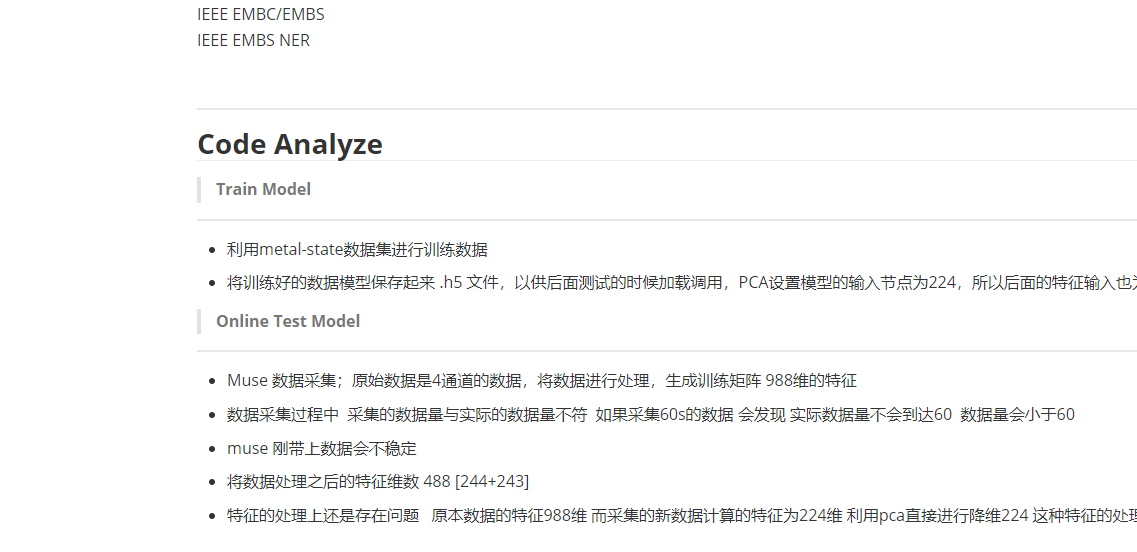 IEEE EMBC/EMBS
IEEE EMBS NER
Code Analyze
Train Model
利用metal-state数据集进行训练数据
将训练好的数据模型保存起来 .h5 文件，以供后面测试的时候加载调用，PCA设置模型的输入节点为224，所以后面的特征输入也为
Online Test Model
Muse 数据采集；原始数据是4通道的数据，将数据进行处理，生成训练矩阵 988维的特征
数据采集过程中 采集的数据量与实际的数据量不符 如果采集60s的数据 会发现 实际数据量不会到达60 数据量会小于60
muse 刚带上数据会不稳定
将数据处理之后的特征维数 488 [244+243]
特征的处理上还是存在问题 原本数据的特征988维 而采集的新数据计算的特征为224维 利用pca直接进行降维224 这种特征的处理